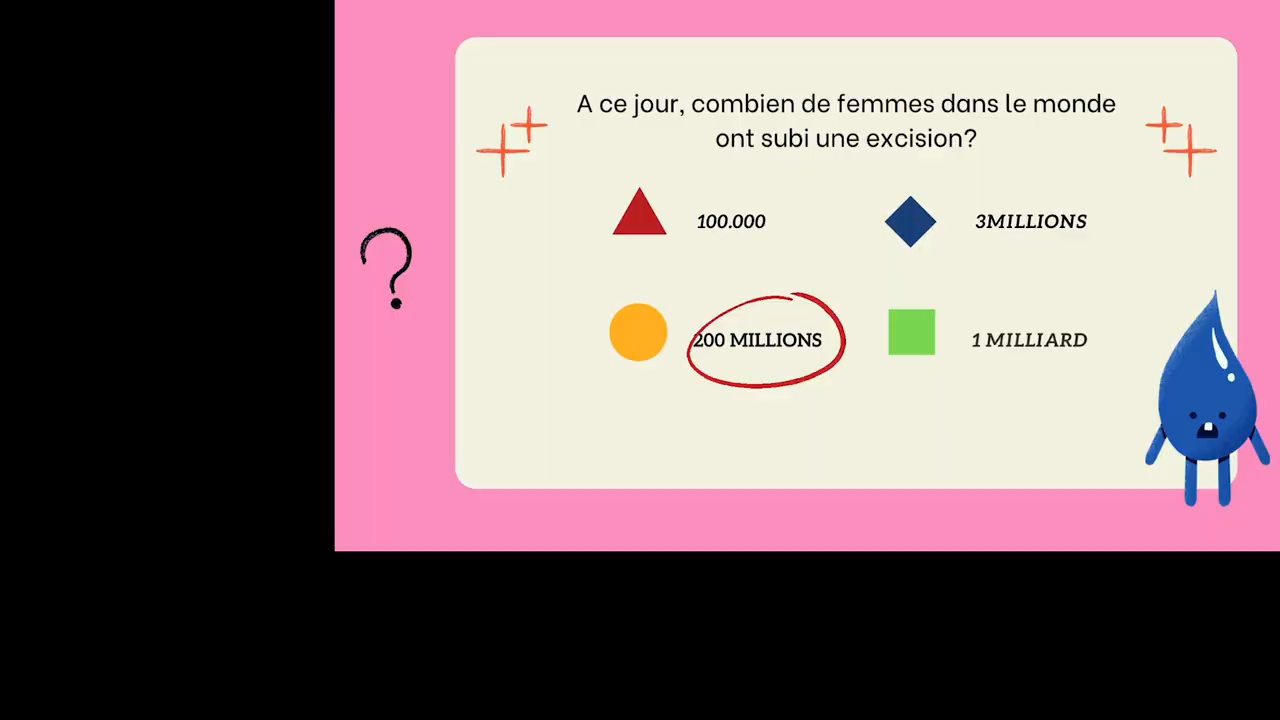 A ce jour, combien de femmes dans le monde
ont subi une excision?
100.000
3MILLIONS
200 MILLIONS
1 MILLIARD
?